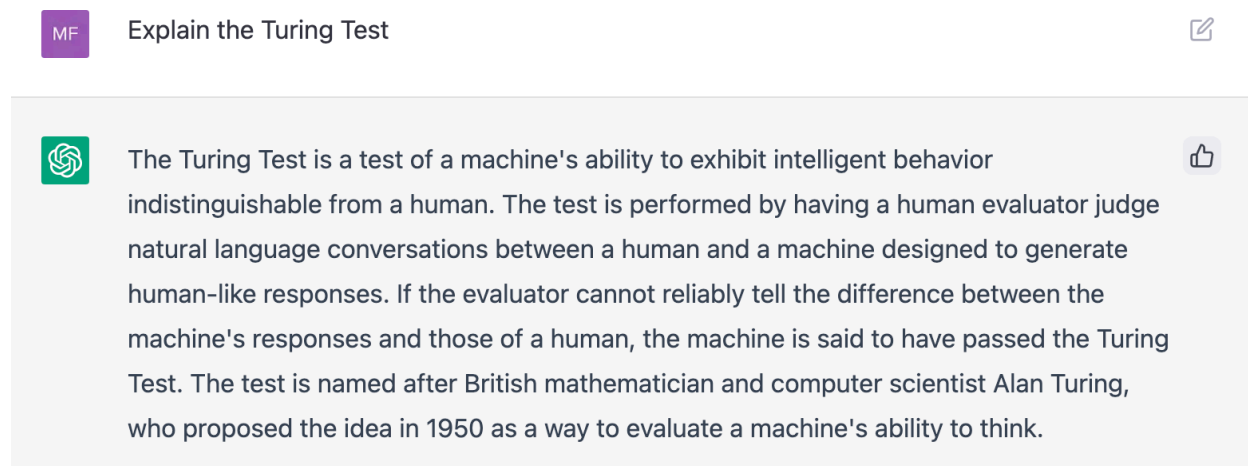 MF
Explain the Turing Test
The Turing Test is a test of a machine's ability to exhibit intelligent behavior
indistinguishable from a human. The test is performed by having a human evaluator judge
natural language conversations between a human and a machine designed to generate
human-like responses. If the evaluator cannot reliably tell the difference between the
machine's responses and those of a human, the machine is said to have passed the Turing
Test. The test is named after British mathematician and computer scientist Alan Turing,
who proposed the idea in 1950 as a way to evaluate a machine's ability to think.